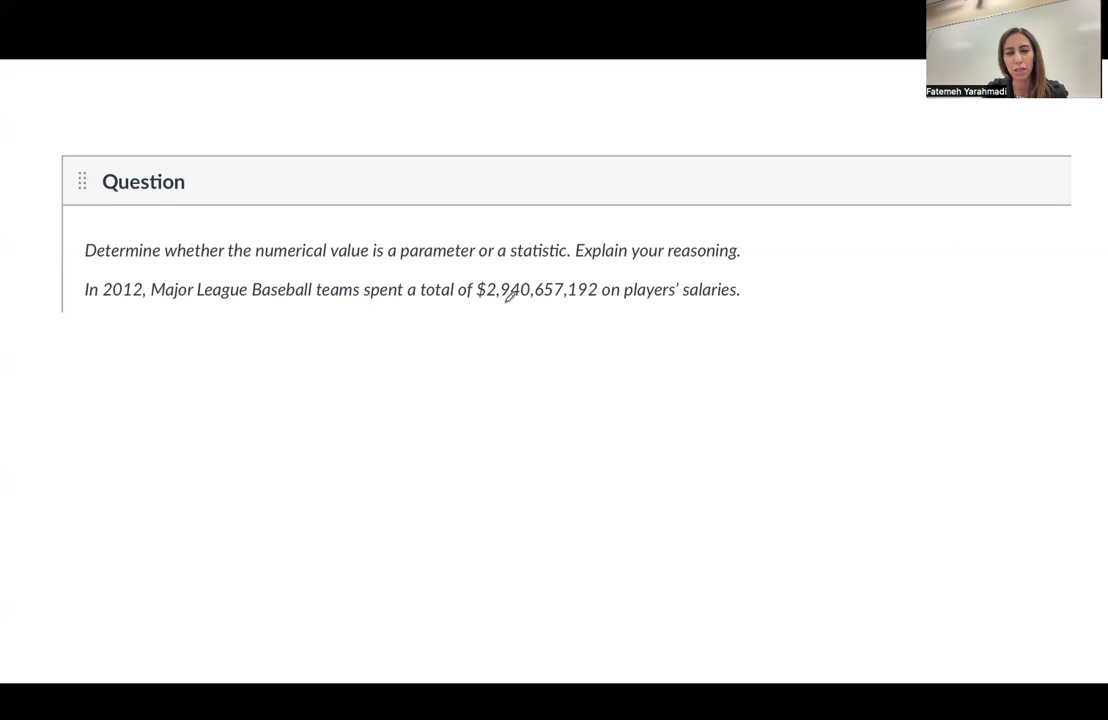 Fatemeh Yarahmadi
Question
Determine whether the numerical value is a parameter or a statistic. Explain your reasoning.
In 2012, Major League Baseball teams spent a total of $2,940,657,192 on players’ salaries.